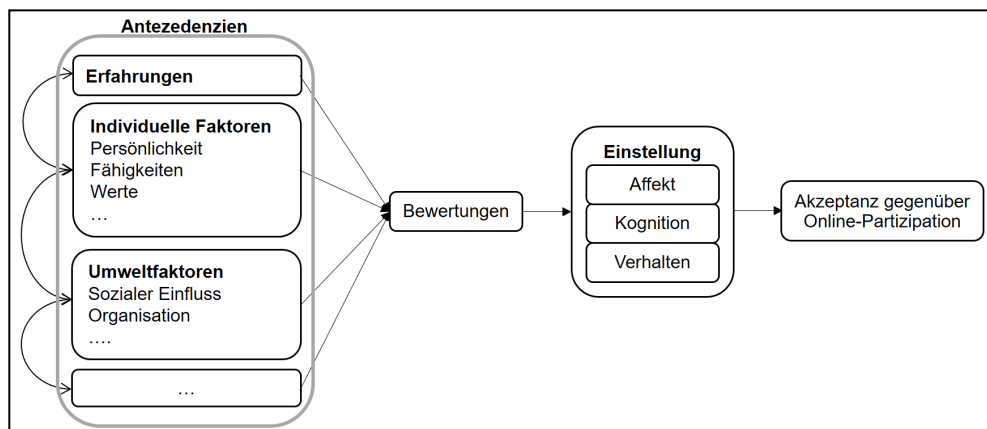 Antezedenzien
Erfahrungen
Individuelle Faktoren
Persönlichkeit
Fähigkeiten
Werte
…
Umweltfaktoren
Sozialer Einfluss
Organisation
….
…
Bewertungen
Einstellung
Affekt
Kognition
Verhalten
Akzeptanz gegenüber
Online-Partizipation